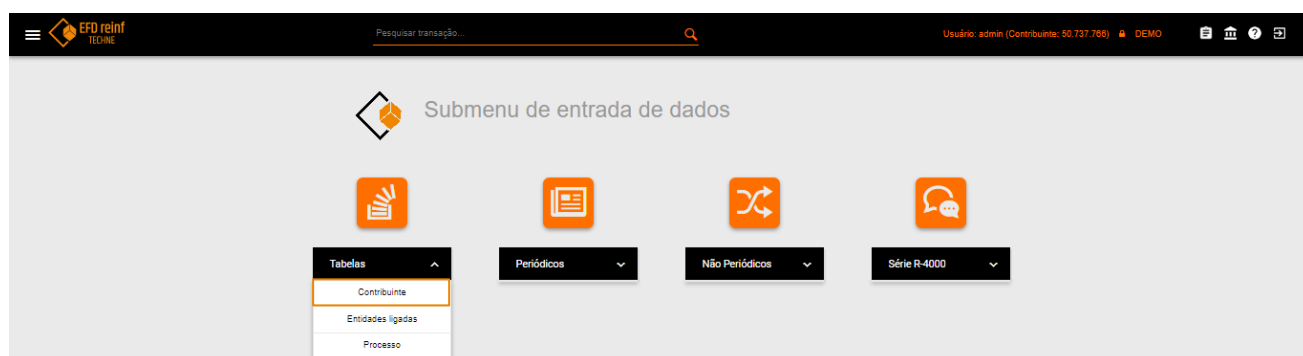 EFD reinf
TECHNE
Pesquisar transação...
Usuário: admin (Contribuinte: 50.737.766) DEMO
Submenu de entrada de dados
Tabelas
Periódicos
Não Periódicos
Série R-4000
Contribuinte
Entidades ligadas
Processo